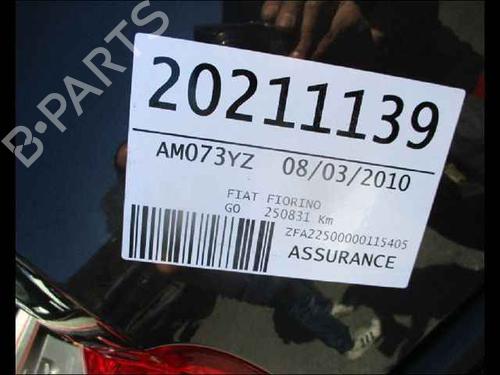 B-PARTS
20211139
AM073YZ 08/03/2010
FIAT FIORINO
GO 250831 Km
ZFA22500000115405
ASSURANCE